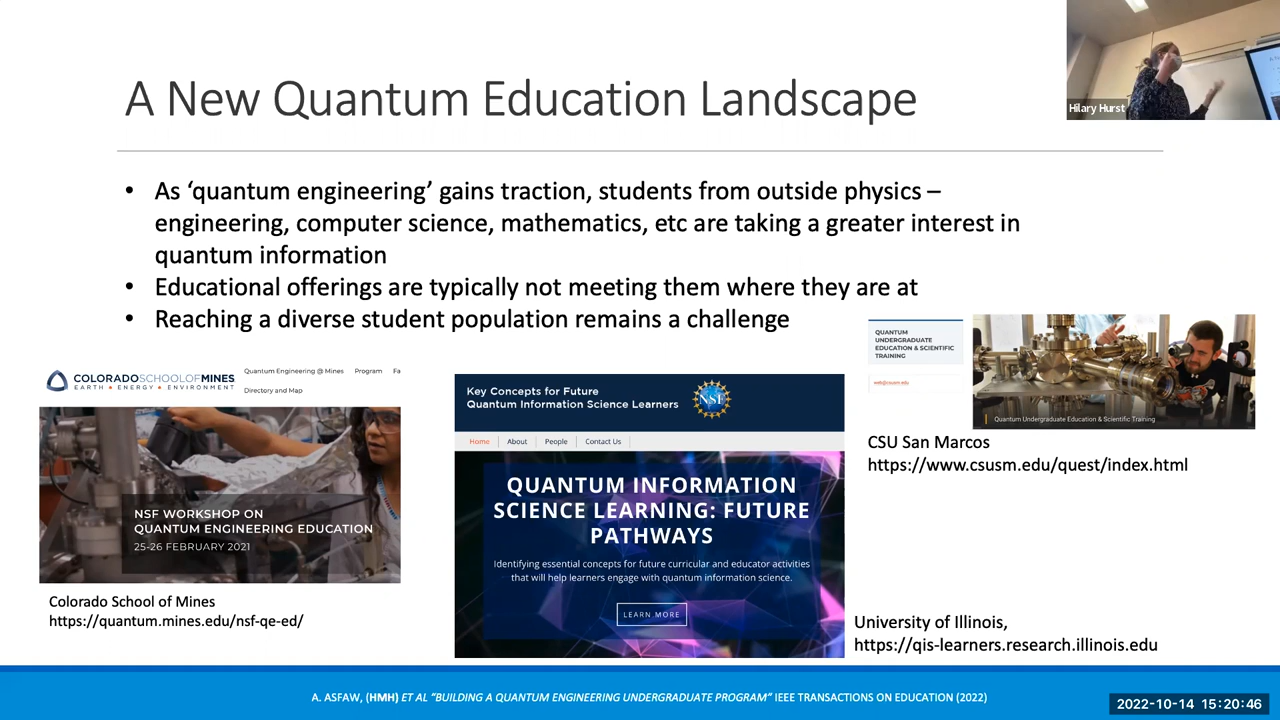 A New Quantum Education Landscape
Hilary Hurst
• As ‘quantum engineering’ gains traction, students from outside physics –
engineering, computer science, mathematics, etc are taking a greater interest in
quantum information
• Educational offerings are typically not meeting them where they are at
• Reaching a diverse student population remains a challenge
COLORADOSCHOOLOFMINES
EARTH • ENERGY • ENVIRONMENT
Quantum Engineering @ Mines Program Fa
Directory and Map
NSF WORKSHOP ON
QUANTUM ENGINEERING EDUCATION
25-26 FEBRUARY 2021
Colorado School of Mines
https://quantum.mines.edu/nsf-qe-ed/
Key Concepts for Future
Quantum Information Science Learners
NSF
Home About People Contact Us
QUANTUM INFORMATION
SCIENCE LEARNING: FUTURE
PATHWAYS
Identifying essential concepts for future curricular and educator activities
that will help learners engage with quantum information science.
LEARN MORE
QUANTUM
UNDERGRADUATE
EDUCATION & SCIENTIFIC
TRAINING
Quantum Undergraduate Education & Scientific Training
CSU San Marcos
https://www.csusm.edu/quest/index.html
University of Illinois,
https://qis-learners.research.illinois.edu
A. ASFAW, (HMH) ET AL “BUILDING A QUANTUM ENGINEERING UNDERGRADUATE PROGRAM” IEEE TRANSACTIONS ON EDUCATION (2022)
2022-10-14 15:20:46